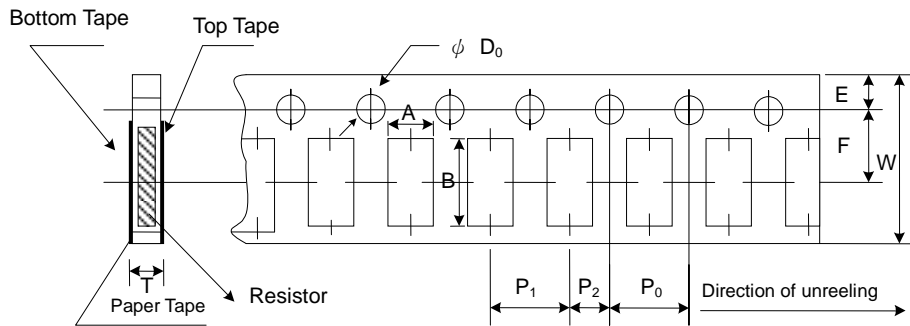 Bottom Tape
Top Tape
ψ D₀
E
A
F
W
B
T
P₁
P₂
P₀
Direction of unreeling
Resistor
Paper Tape